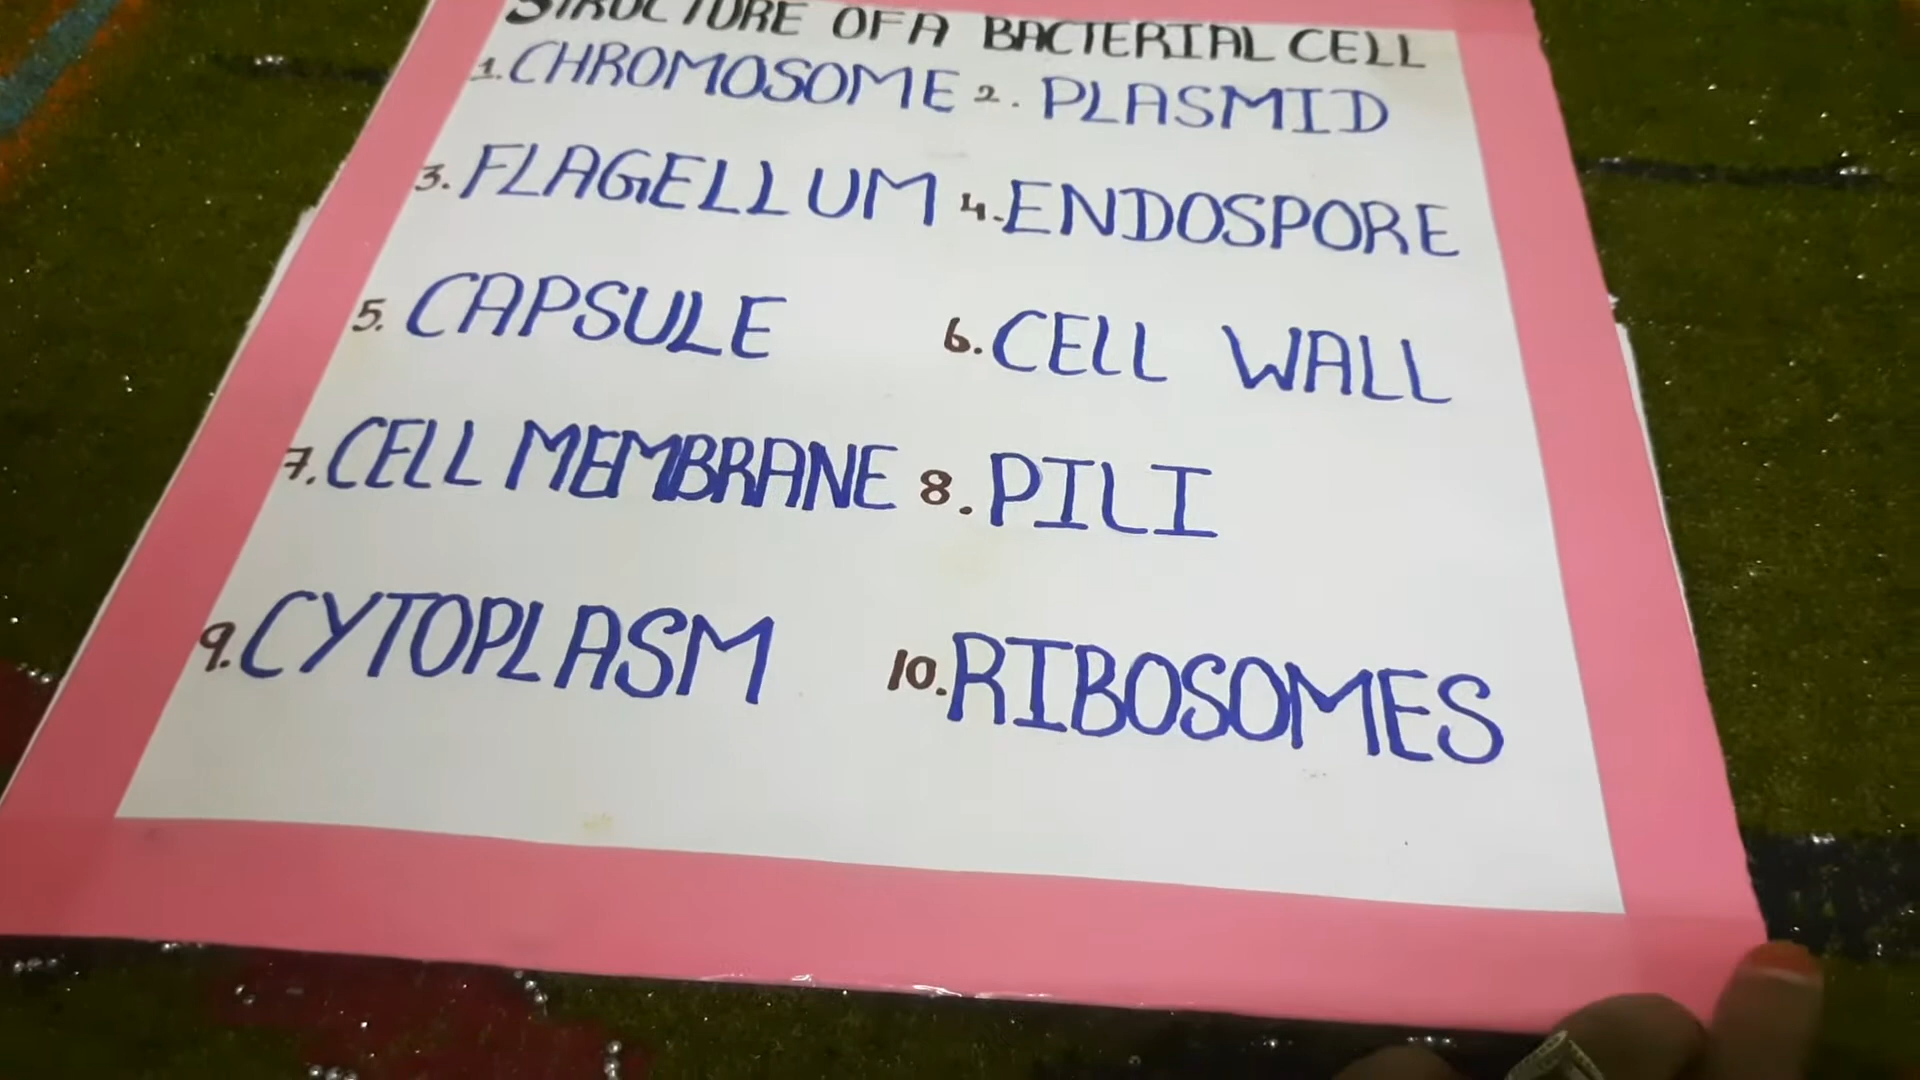 STRUCTURE OF A BACTERIAL CELL
1. CHROMOSOME 2. PLASMID
3. FLAGELLUM 4. ENDOSPORE
5. CAPSULE 6. CELL WALL
7. CELL MEMBRANE 8. PILI
9. CYTOPLASM 10. RIBOSOMES